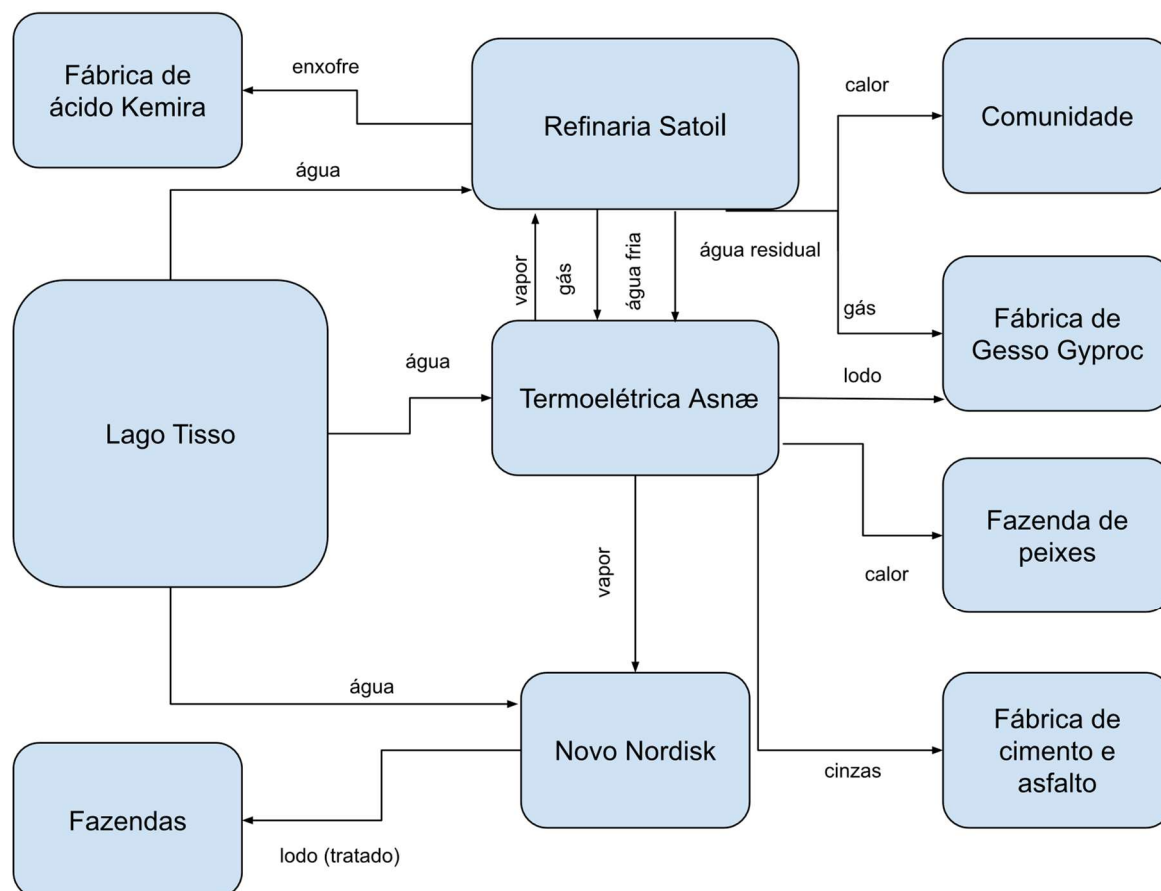 Fábrica de
ácido Kemira
enxofre
Refinaria Satoil
calor
Comunidade
água
vapor
gás
água fria
água residual
gás
Fábrica de
Gesso Gyproc
Lago Tisso
água
Termoelétrica Asnæ
lodo
Fazenda de
peixes
calor
vapor
água
Novo Nordisk
cinzas
Fábrica de
cimento e
asfalto
Fazendas
lodo (tratado)